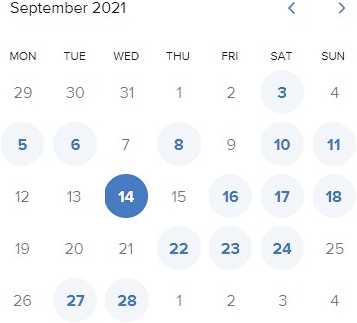 September 2021
MON TUE WED THU FRI SAT SUN
29 30 31 1 2 3 4
5 6 7 8 9 10 11
12 13 14 15 16 17 18
19 20 21 22 23 24 25
26 27 28 1 2 3 4